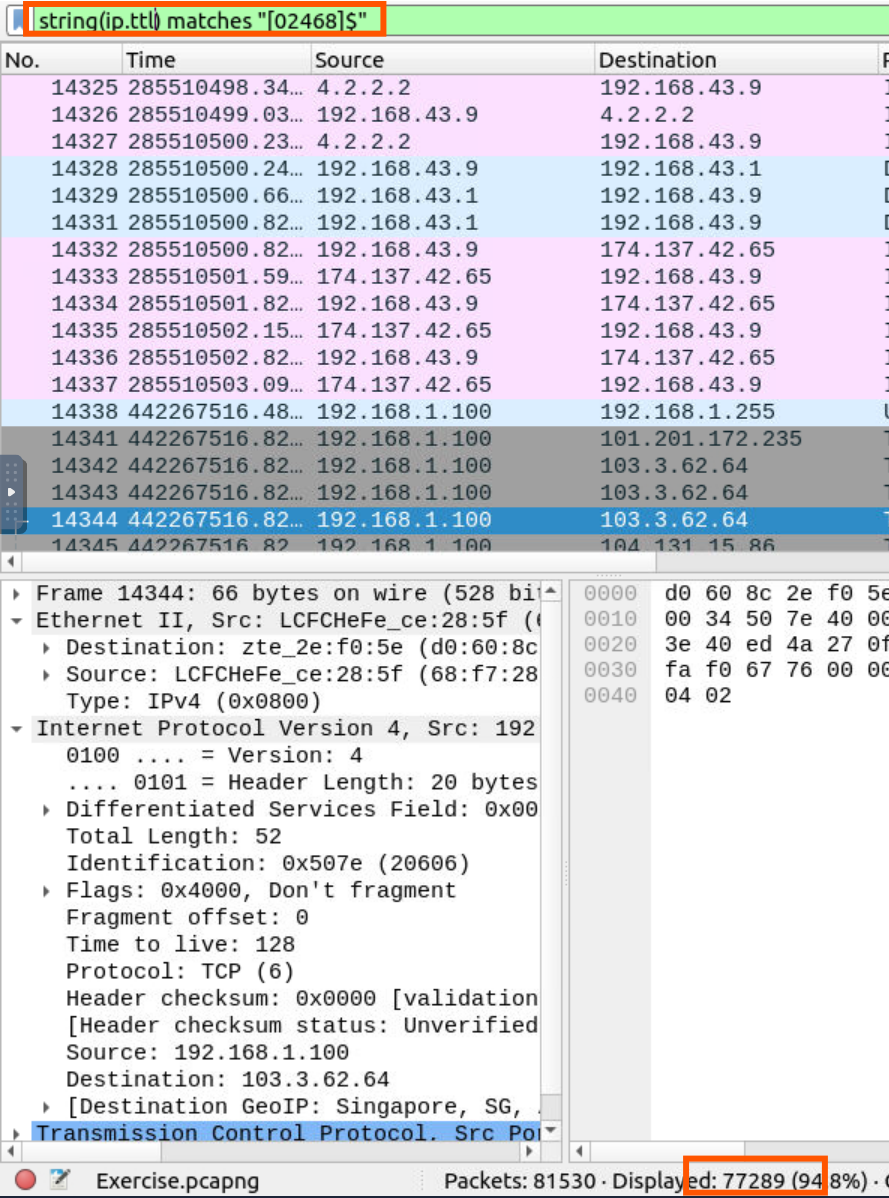 string(ip.ttl) matches "[02468]$"
No. Time Source Destination
14325 285510498.34… 4.2.2.2 192.168.43.9
14326 285510499.03… 192.168.43.9 4.2.2.2
14327 285510500.23… 4.2.2.2 192.168.43.9
14328 285510500.24… 192.168.43.9 192.168.43.1
14329 285510500.66… 192.168.43.1 192.168.43.9
14331 285510500.82… 192.168.43.1 192.168.43.9
14332 285510500.82… 192.168.43.9 174.137.42.65
14333 285510501.59… 174.137.42.65 192.168.43.9
14334 285510501.82… 192.168.43.9 174.137.42.65
14335 285510502.15… 174.137.42.65 192.168.43.9
14336 285510502.82… 192.168.43.9 174.137.42.65
14337 285510503.09… 174.137.42.65 192.168.43.9
14338 442267516.48… 192.168.1.100 192.168.1.255
14341 442267516.82… 192.168.1.100 101.201.172.235
14342 442267516.82… 192.168.1.100 103.3.62.64
14343 442267516.82… 192.168.1.100 103.3.62.64
14344 442267516.82… 192.168.1.100 103.3.62.64
14345 442267516.82 192.168.1.100 104.131.15.86
Frame 14344: 66 bytes on wire (528 bit
Ethernet II, Src: LCFCHeFe_ce:28:5f (6
Destination: zte_2e:f0:5e (d0:60:8c
Source: LCFCHeFe_ce:28:5f (68:f7:28
Type: IPv4 (0x0800)
Internet Protocol Version 4, Src: 192
0100 .... = Version: 4
.... 0101 = Header Length: 20 bytes
Differentiated Services Field: 0x00
Total Length: 52
Identification: 0x507e (20606)
Flags: 0x4000, Don't fragment
Fragment offset: 0
Time to live: 128
Protocol: TCP (6)
Header checksum: 0x0000 [validation
[Header checksum status: Unverified
Source: 192.168.1.100
Destination: 103.3.62.64
[Destination GeoIP: Singapore, SG,
Transmission Control Protocol, Src Po
0000 d0 60 8c 2e f0 5e
0010 00 34 50 7e 40 00
0020 3e 40 ed 4a 27 0f
0030 fa f0 67 76 00 00
0040 04 02
Exercise.pcapng Packets: 81530 · Displayed: 77289 (94.8%) ·